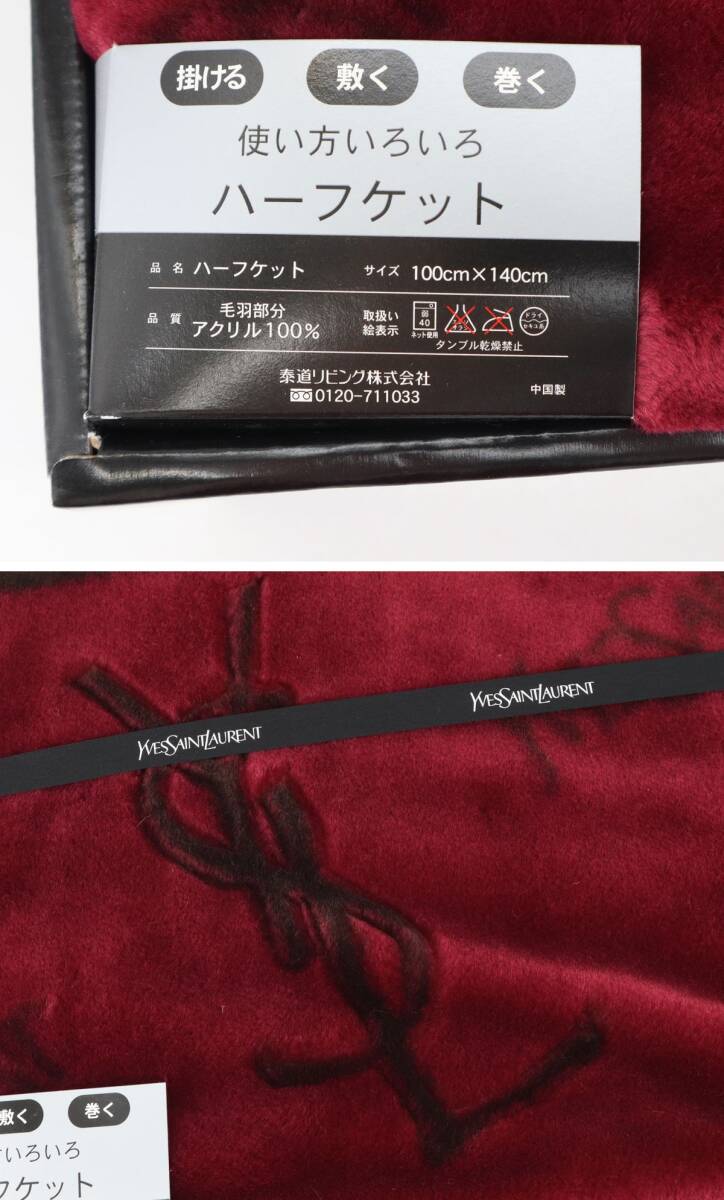 掛ける 敷く 巻く
使い方いろいろ
ハーフケット
品名 ハーフケット サイズ 100cm×140cm
品質 毛羽部分 アクリル100%
取扱い 絵表示
弱 40
ネット使用
ドライ
セキユ系
タンブル乾燥禁止
泰道リビング株式会社
0120-711033
中国製
YVESSAINTLAURENT YVESSAINTLAURENT
敷く 巻く
いろいろ
フケット